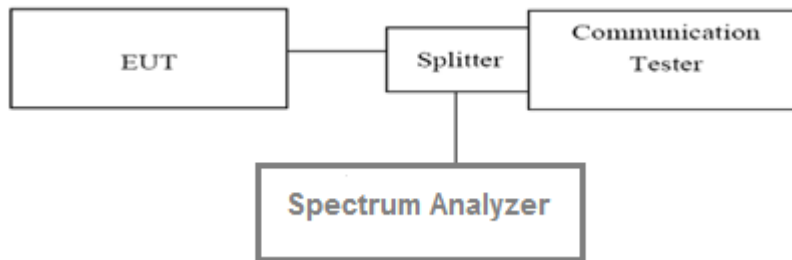 EUT
Splitter
Communication
Tester
Spectrum Analyzer